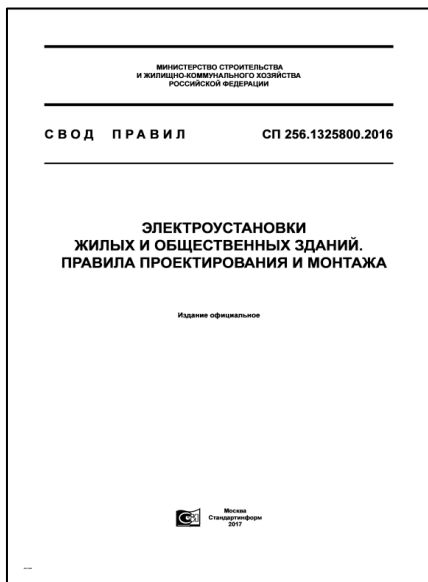 МИНИСТЕРСТВО СТРОИТЕЛЬСТВА
И ЖИЛИЩНО-КОММУНАЛЬНОГО ХОЗЯЙСТВА
РОССИЙСКОЙ ФЕДЕРАЦИИ
СВОД ПРАВИЛ СП 256.1325800.2016
ЭЛЕКТРОУСТАНОВКИ
ЖИЛЫХ И ОБЩЕСТВЕННЫХ ЗДАНИЙ.
ПРАВИЛА ПРОЕКТИРОВАНИЯ И МОНТАЖА
Издание официальное
Москва
Стандартинформ
2017